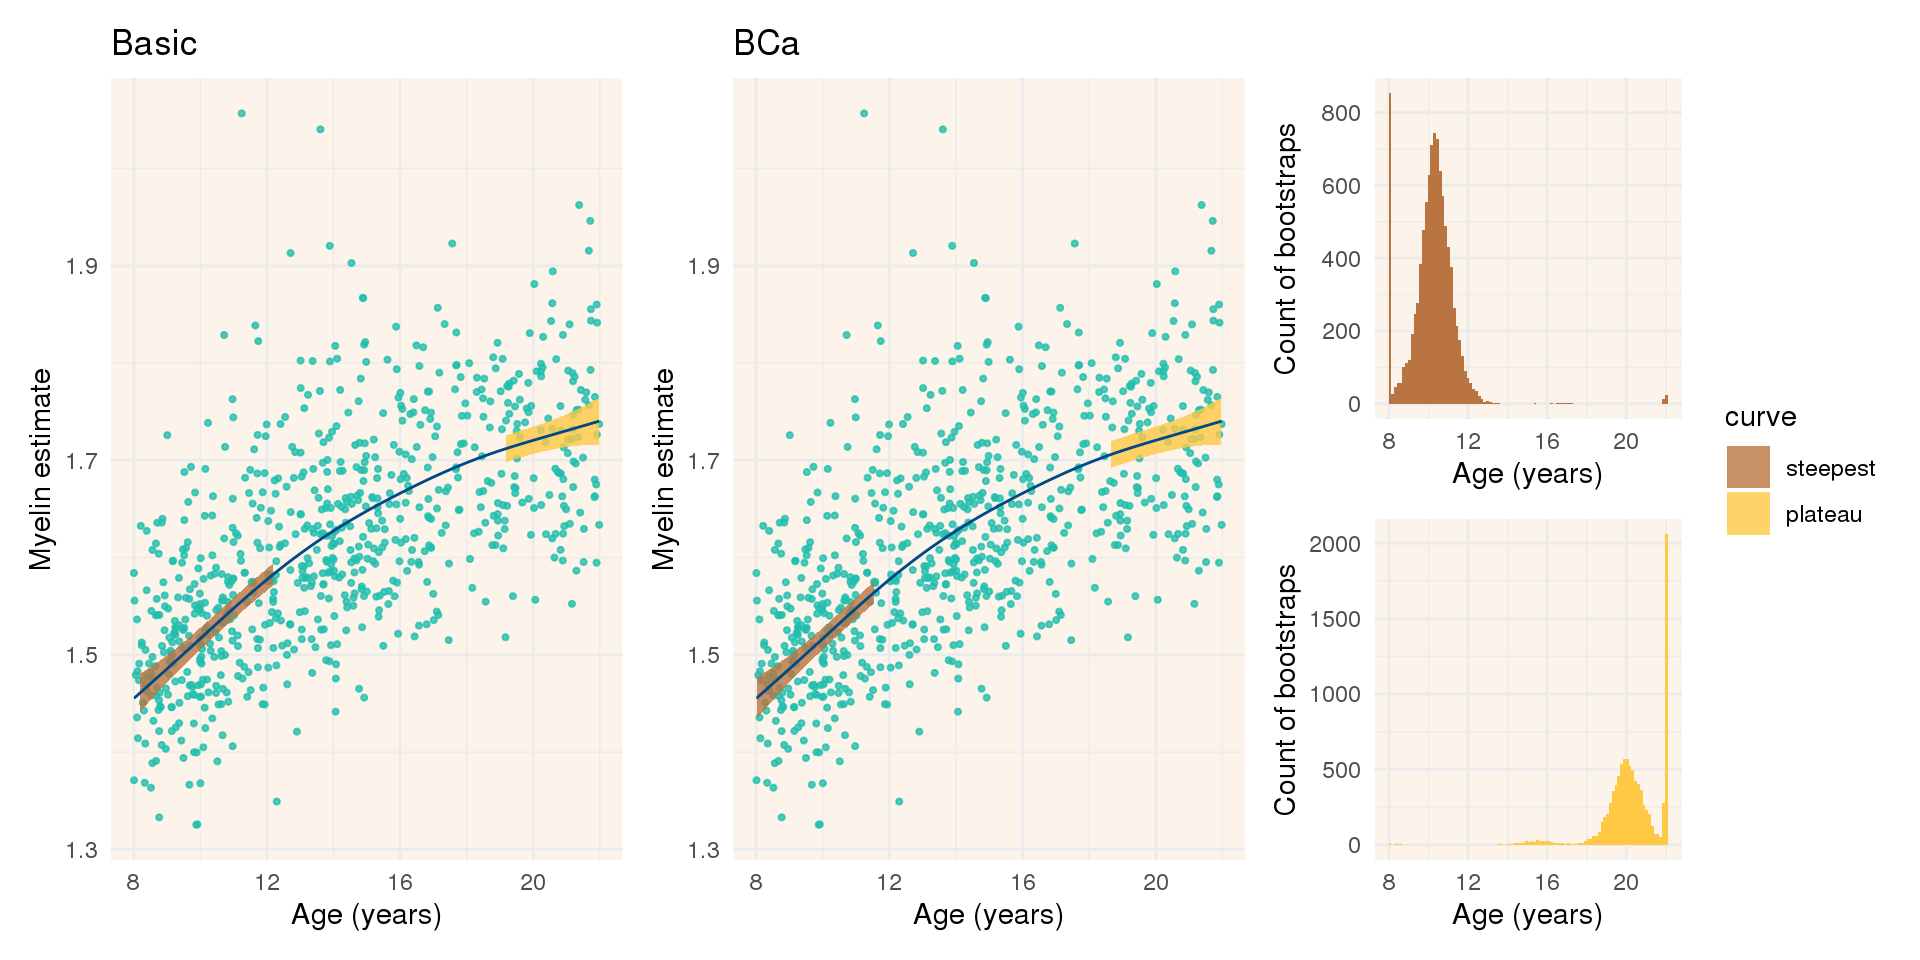 Basic
Myelin estimate
1.9
1.7
1.5
1.3
8 12 16 20
Age (years)
BCa
Myelin estimate
1.9
1.7
1.5
1.3
8 12 16 20
Age (years)
Count of bootstraps
800
600
400
200
0
8 12 16 20
Age (years)
Count of bootstraps
2000
1500
1000
500
0
8 12 16 20
Age (years)
curve
steepest
plateau